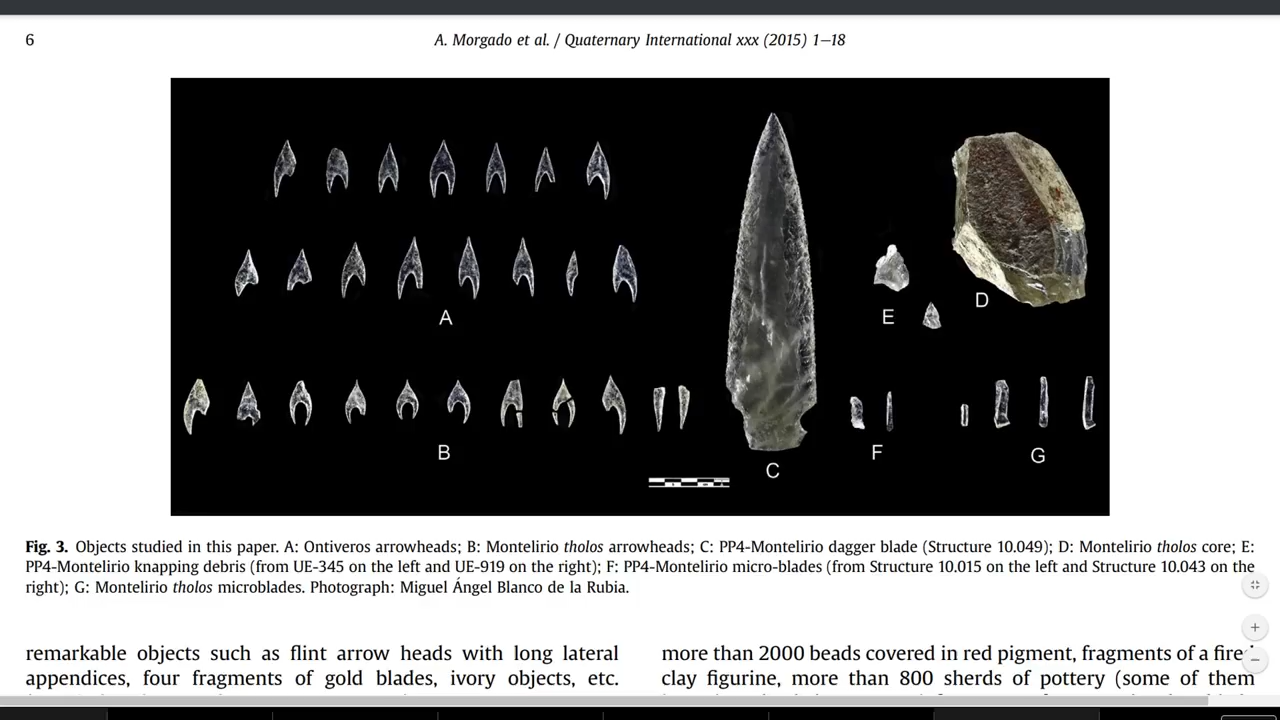 6
A. Morgado et al. / Quaternary International xxx (2015) 1–18
A
B
C
D
E
F
G
Fig. 3. Objects studied in this paper. A: Ontiveros arrowheads; B: Montelirio tholos arrowheads; C: PP4-Montelirio dagger blade (Structure 10.049); D: Montelirio tholos core; E:
PP4-Montelirio knapping debris (from UE-345 on the left and UE-919 on the right); F: PP4-Montelirio micro-blades (from Structure 10.015 on the left and Structure 10.043 on the
right); G: Montelirio tholos microblades. Photograph: Miguel Ángel Blanco de la Rubia.
remarkable objects such as flint arrow heads with long lateral
appendices, four fragments of gold blades, ivory objects, etc.
more than 2000 beads covered in red pigment, fragments of a fired
clay figurine, more than 800 sherds of pottery (some of them